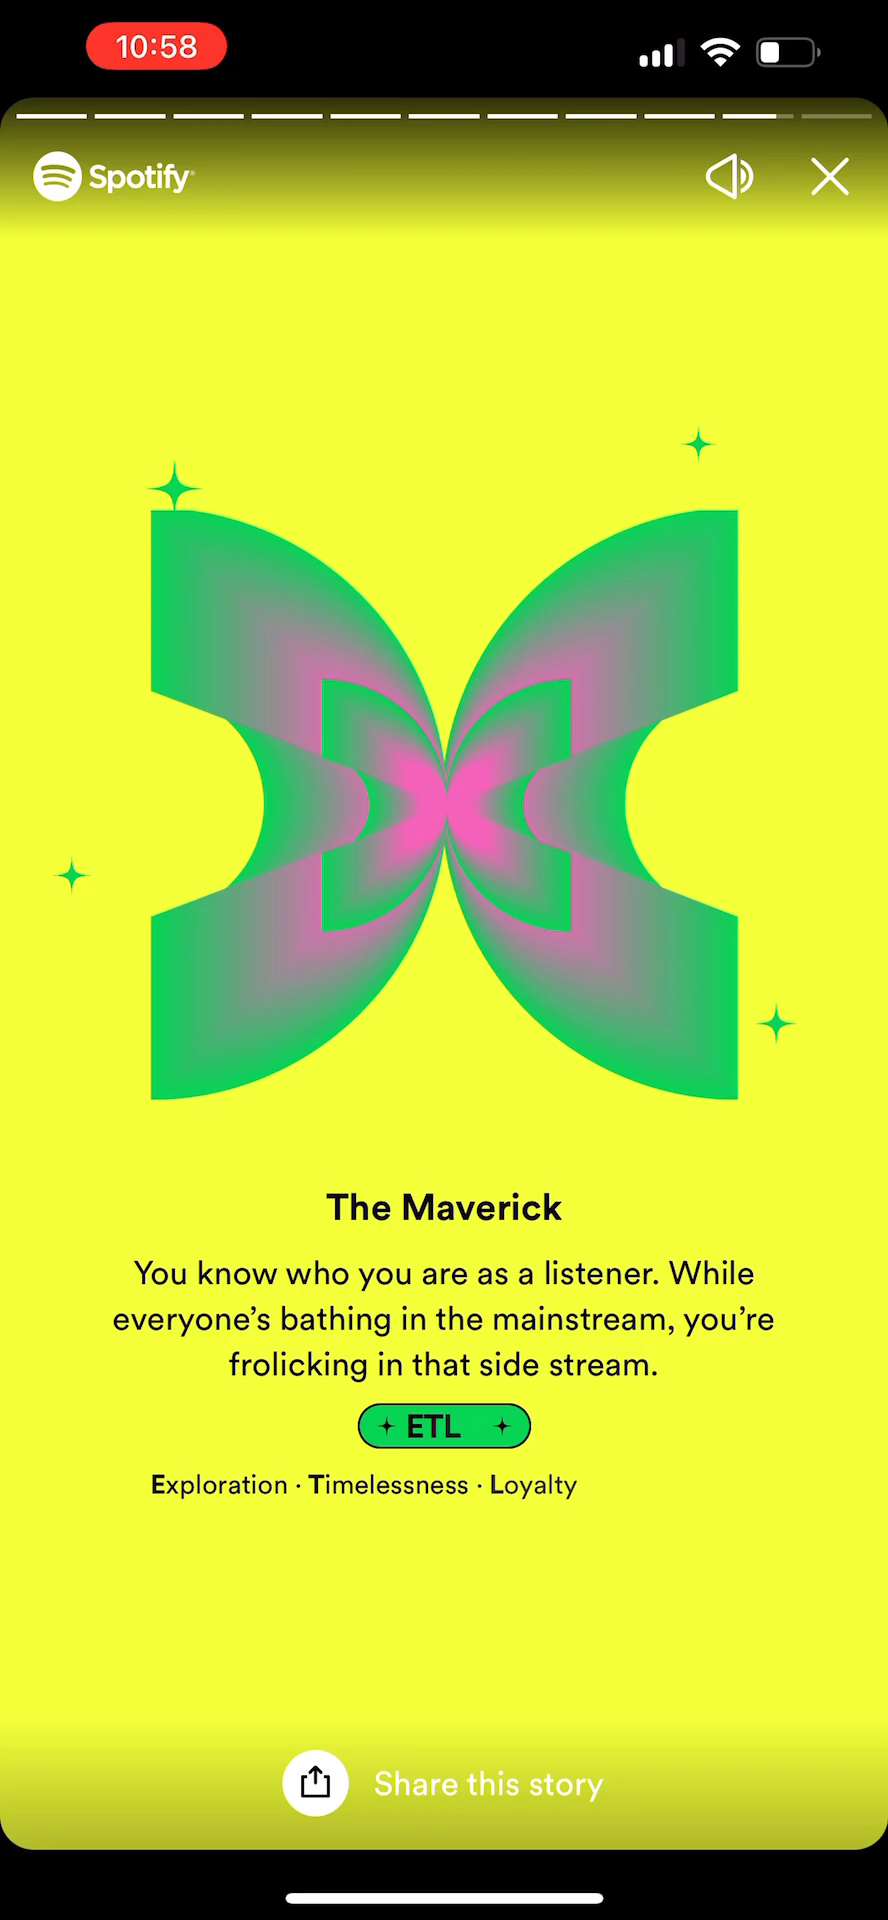 10:58
Spotify
The Maverick
You know who you are as a listener. While
everyone’s bathing in the mainstream, you’re
frolicking in that side stream.
ETL
Exploration · Timelessness · Loyalty
Share this story